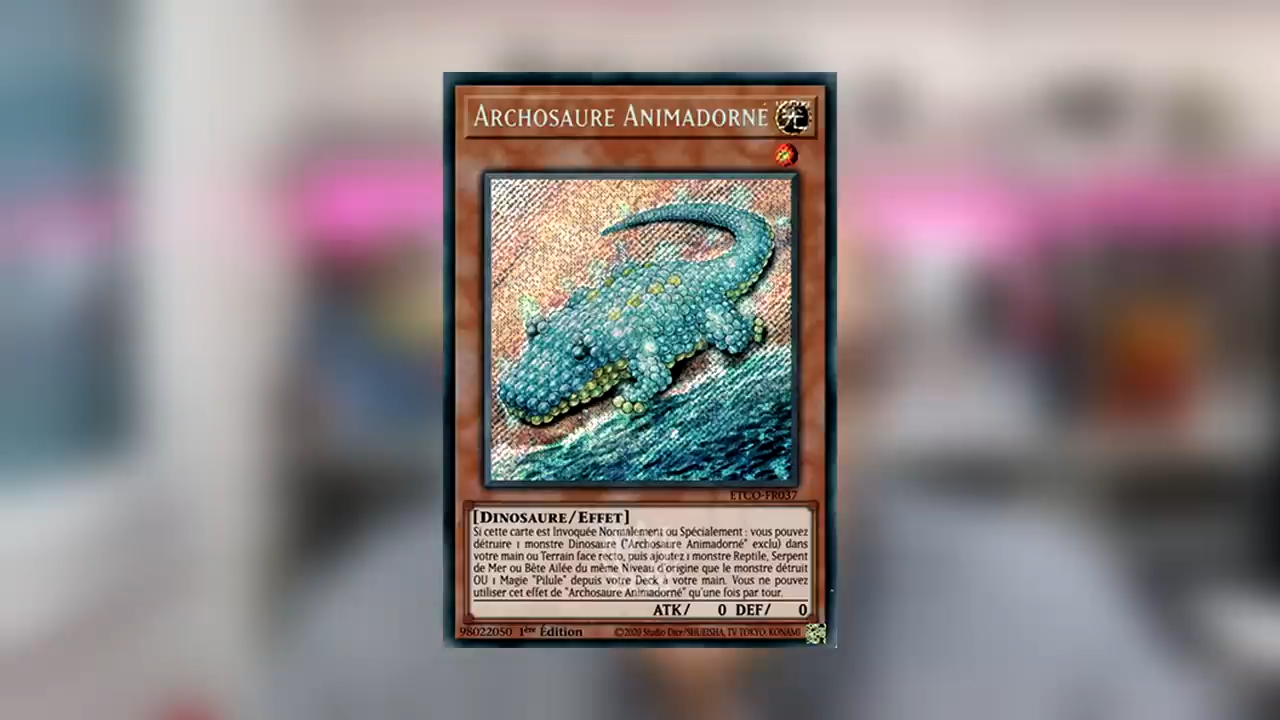 ARCHOSAURE ANIMADORNÉ
ETCO-FR037
[DINOSAURE/EFFET]
Si cette carte est Invoquée Normalement ou Spécialement : vous pouvez
détruire 1 monstre Dinosaure ("Archosaure Animadorné" exclu) dans
votre main ou Terrain face recto, puis ajoutez 1 monstre Reptile, Serpent
de Mer ou Bête Ailée du même Niveau d'origine que le monstre détruit
OU 1 Magie "Pilule" depuis votre Deck à votre main. Vous ne pouvez
utiliser cet effet de "Archosaure Animadorné" qu'une fois par tour.
ATK/ 0 DEF/ 0
98022050 1ère Édition ©2020 Studio Dice/SHUEISHA, TV TOKYO, KONAMI